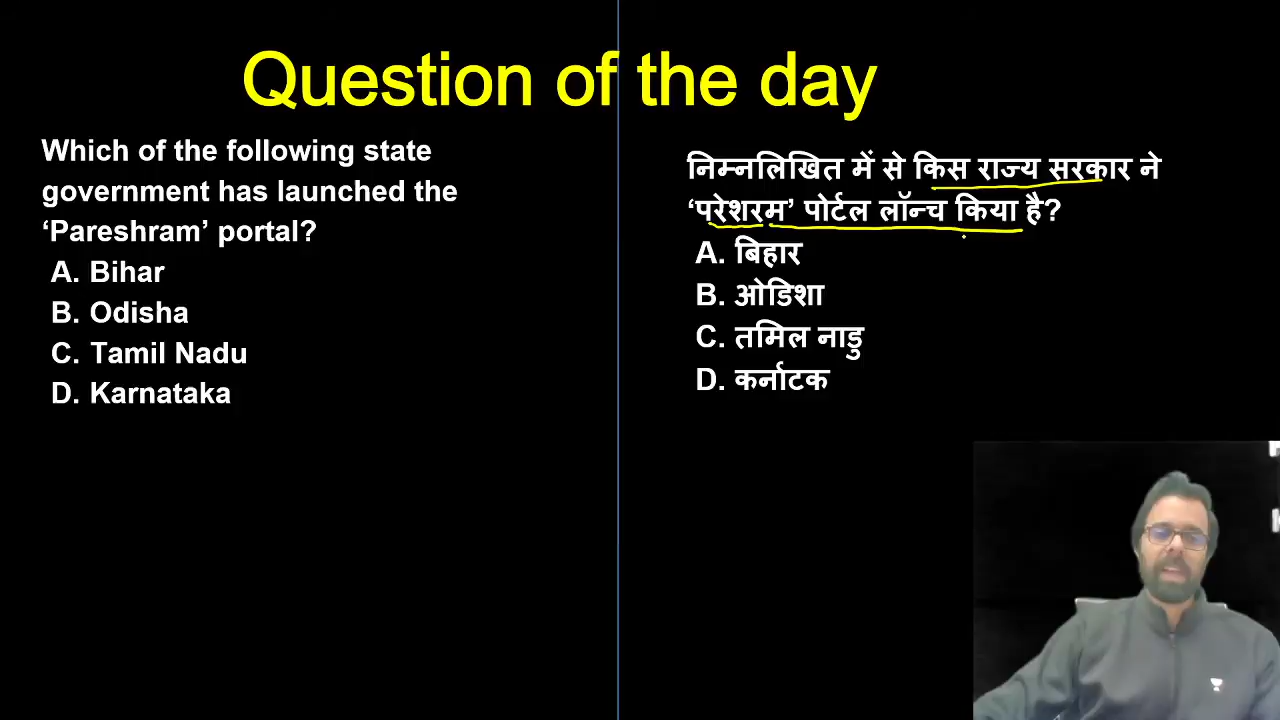 Question of the day
Which of the following state
government has launched the
‘Pareshram’ portal?
A. Bihar
B. Odisha
C. Tamil Nadu
D. Karnataka
निम्नलिखित में से किस राज्य सरकार ने
‘परेशरम’ पोर्टल लॉन्च किया है?
A. बिहार
B. ओडिशा
C. तमिल नाडु
D. कर्नाटक